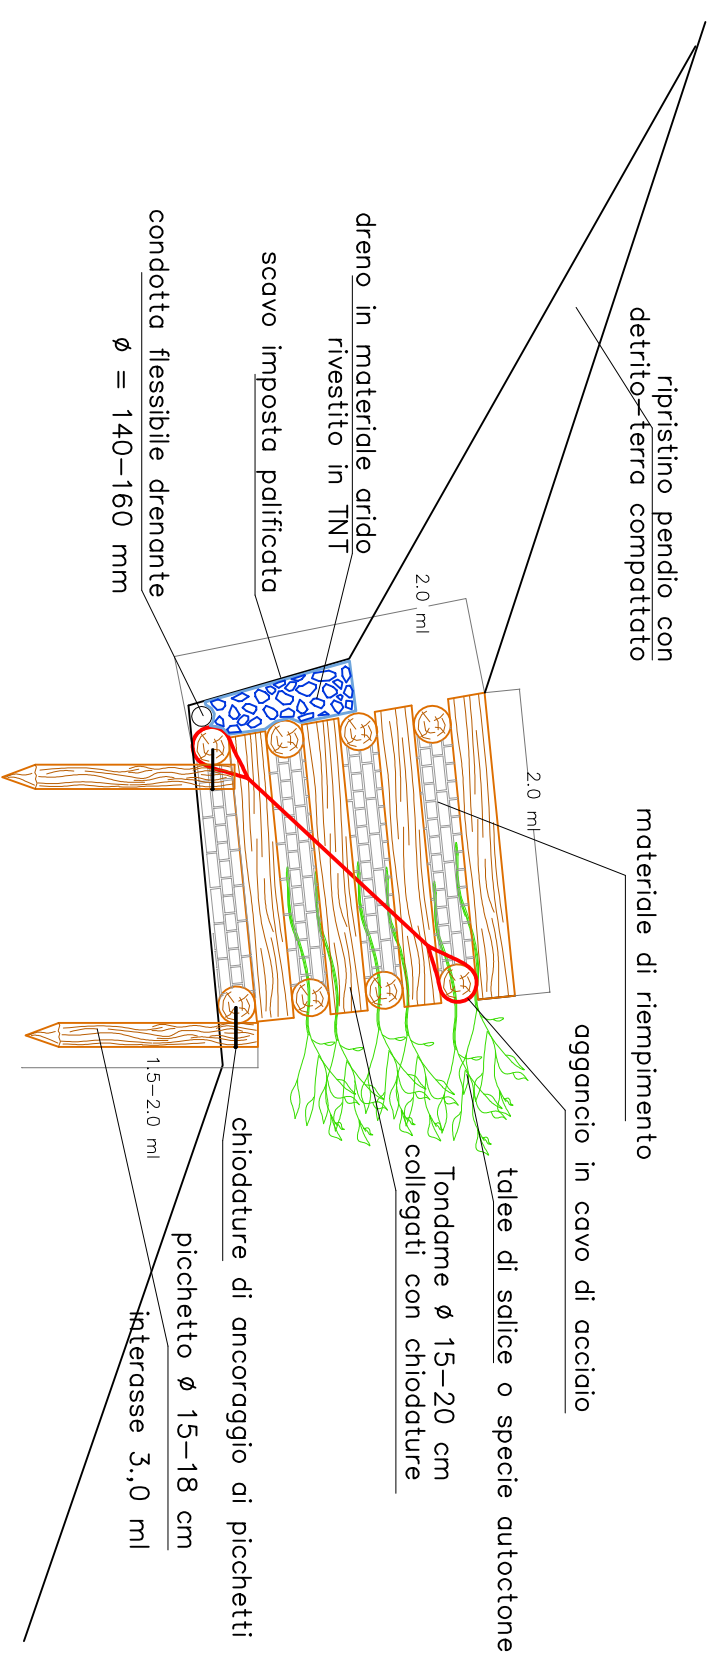 ripristino pendio con
detrito-terra compattato
dreno in materiale arido
rivestito in TNT
scavo imposta palificata
condotta flessibile drenante
ø = 140-160 mm
2.0 ml
2.0 ml
materiale di riempimento
aggancio in cavo di acciaio
talee di salice o specie autoctone
Tondame ø 15-20 cm
collegati con chiodature
chiodature di ancoraggio ai picchetti
picchetto ø 15-18 cm
interasse 3.,0 ml
1.5-2.0 ml